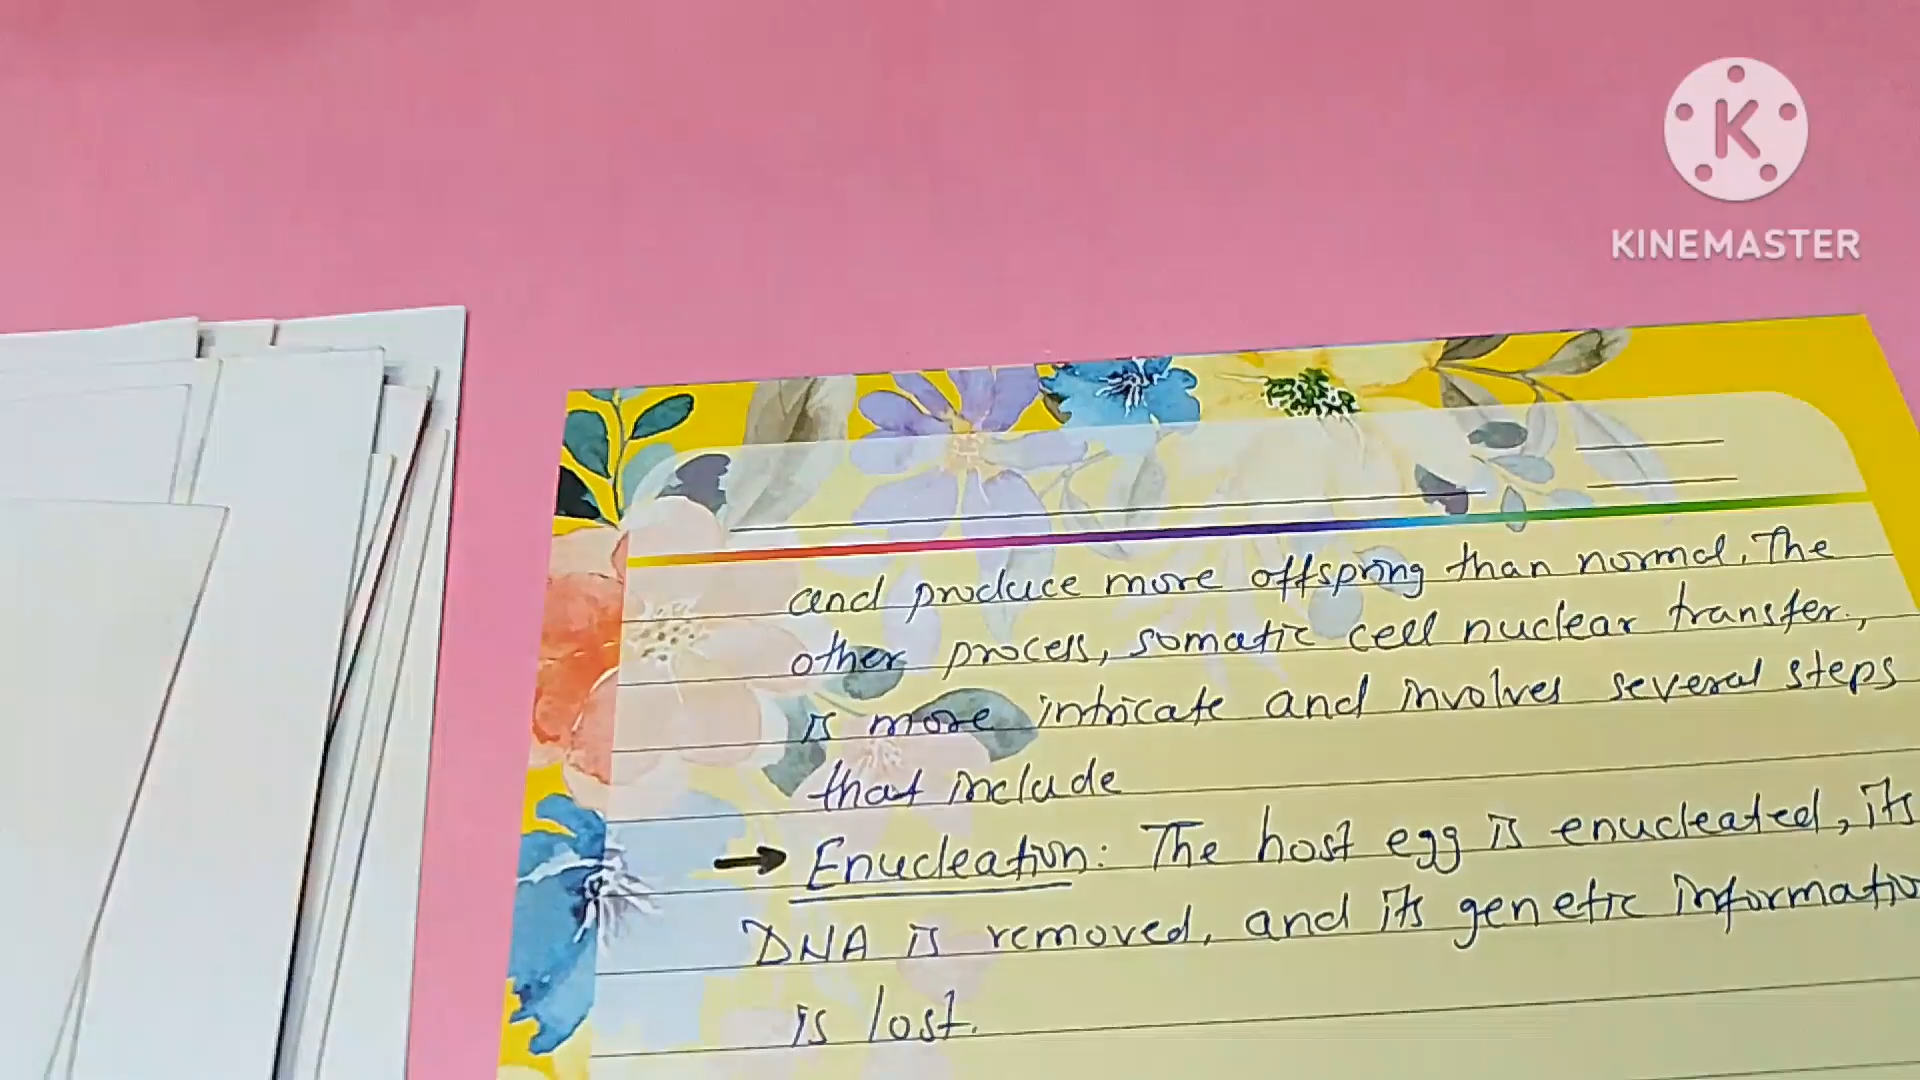 KINEMASTER
and produce more offspring than normal. The
other process, somatic cell nuclear transfer,
is more intricate and involves several steps
that include
→ Enucleation: The host egg is enucleated, its
DNA is removed, and its genetic informatio
is lost.